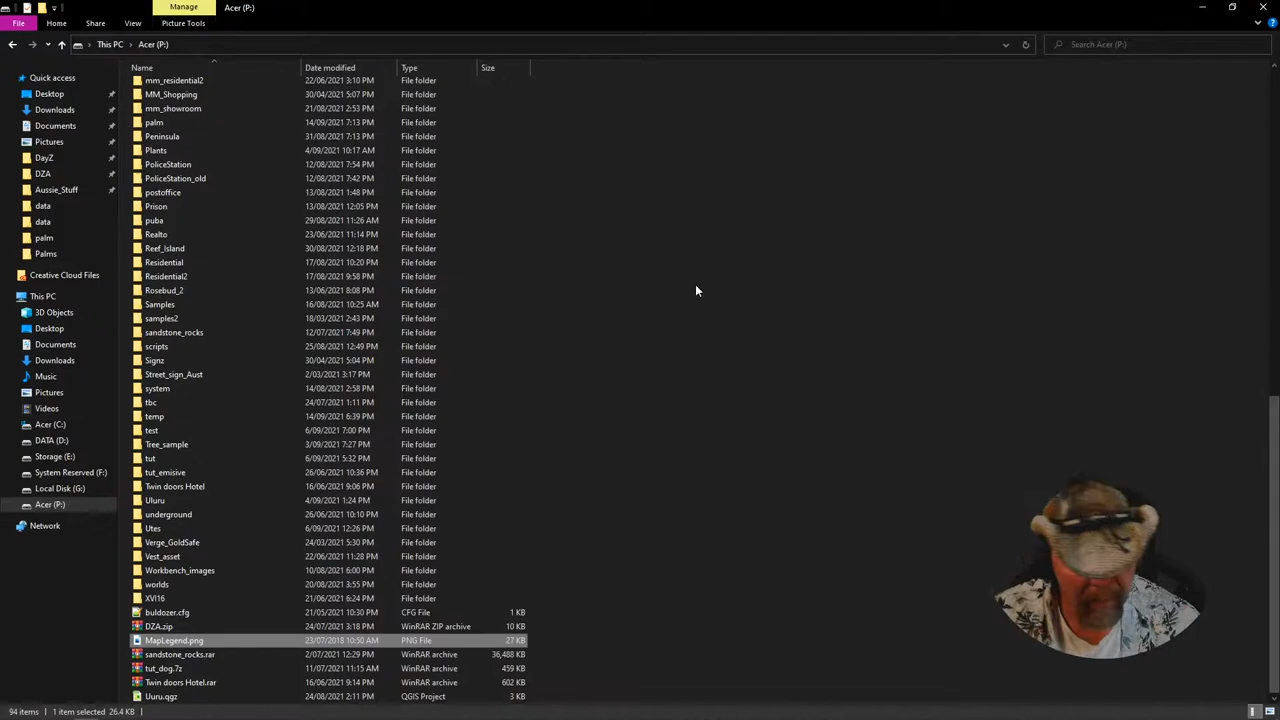 Manage
Acer (P:)
File
Home
Share
View
Picture Tools
This PC
Acer (P:)
Search Acer (P:)
Name
Date modified
Type
Size
Quick access
Desktop
Downloads
Documents
Pictures
DayZ
DZA
Aussie_Stuff
data
data
palm
Palms
Creative Cloud Files
This PC
3D Objects
Desktop
Documents
Downloads
Music
Pictures
Videos
Acer (C:)
DATA (D:)
Storage (E:)
System Reserved (F:)
Local Disk (G:)
Acer (P:)
Network
mm_residential2 22/06/2021 3:10 PM File folder
MM_Shopping 30/04/2021 5:07 PM File folder
mm_showroom 21/08/2021 2:53 PM File folder
palm 14/09/2021 7:13 PM File folder
Peninsula 31/08/2021 7:13 PM File folder
Plants 4/09/2021 10:17 AM File folder
PoliceStation 12/08/2021 7:54 PM File folder
PoliceStation_old 12/08/2021 7:42 PM File folder
postoffice 13/08/2021 1:48 PM File folder
Prison 13/08/2021 12:05 PM File folder
puba 29/08/2021 11:26 AM File folder
Realto 23/06/2021 11:14 PM File folder
Reef_Island 30/08/2021 12:18 PM File folder
Residential 17/08/2021 10:20 PM File folder
Residential2 17/08/2021 9:58 PM File folder
Rosebud_2 13/06/2021 8:08 PM File folder
Samples 16/08/2021 10:25 AM File folder
samples2 18/03/2021 2:43 PM File folder
sandstone_rocks 12/07/2021 7:49 PM File folder
scripts 25/08/2021 12:49 PM File folder
Signz 30/04/2021 5:04 PM File folder
Street_sign_Aust 2/03/2021 3:17 PM File folder
system 14/08/2021 2:58 PM File folder
tbc 24/07/2021 1:11 PM File folder
temp 14/09/2021 6:39 PM File folder
test 6/09/2021 7:00 PM File folder
Tree_sample 3/09/2021 7:27 PM File folder
tut 6/09/2021 5:32 PM File folder
tut_emisive 26/06/2021 10:36 PM File folder
Twin doors Hotel 16/06/2021 9:06 PM File folder
Uluru 4/09/2021 1:24 PM File folder
underground 26/06/2021 10:10 PM File folder
Utes 6/09/2021 12:26 PM File folder
Verge_GoldSafe 24/03/2021 5:30 PM File folder
Vest_asset 22/06/2021 11:28 PM File folder
Workbench_images 10/08/2021 6:00 PM File folder
worlds 20/08/2021 3:55 PM File folder
XVI16 21/06/2021 6:24 PM File folder
buldozer.cfg 21/05/2021 10:30 PM CFG File 1 KB
DZA.zip 24/07/2021 3:18 PM WinRAR ZIP archive 10 KB
MapLegend.png 23/07/2018 10:50 AM PNG File 27 KB
sandstone_rocks.rar 2/07/2021 12:29 PM WinRAR archive 36,488 KB
tut_dog.7z 11/07/2021 11:15 AM WinRAR archive 459 KB
Twin doors Hotel.rar 16/06/2021 9:14 PM WinRAR archive 602 KB
Uuru.qgz 24/08/2021 2:11 PM QGIS Project 3 KB
94 items 1 item selected 26.4 KB